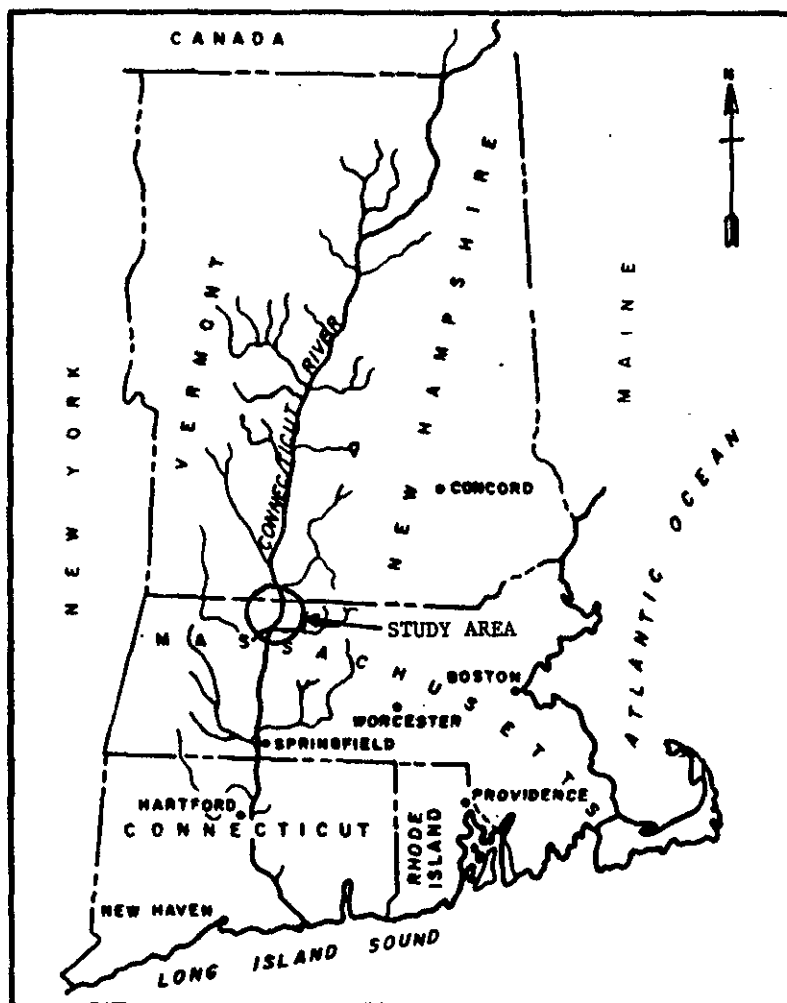 CANADA
N
NEW HAMPSHIRE
VERMONT
MAINE
NEW YORK
CONNECTICUT RIVER
CONCORD
ATLANTIC OCEAN
STUDY AREA
MASSACHUSETTS
BOSTON
WORCESTER
SPRINGFIELD
PROVIDENCE
HARTFORD
CONNECTICUT
RHODE
ISLAND
NEW HAVEN
LONG ISLAND SOUND